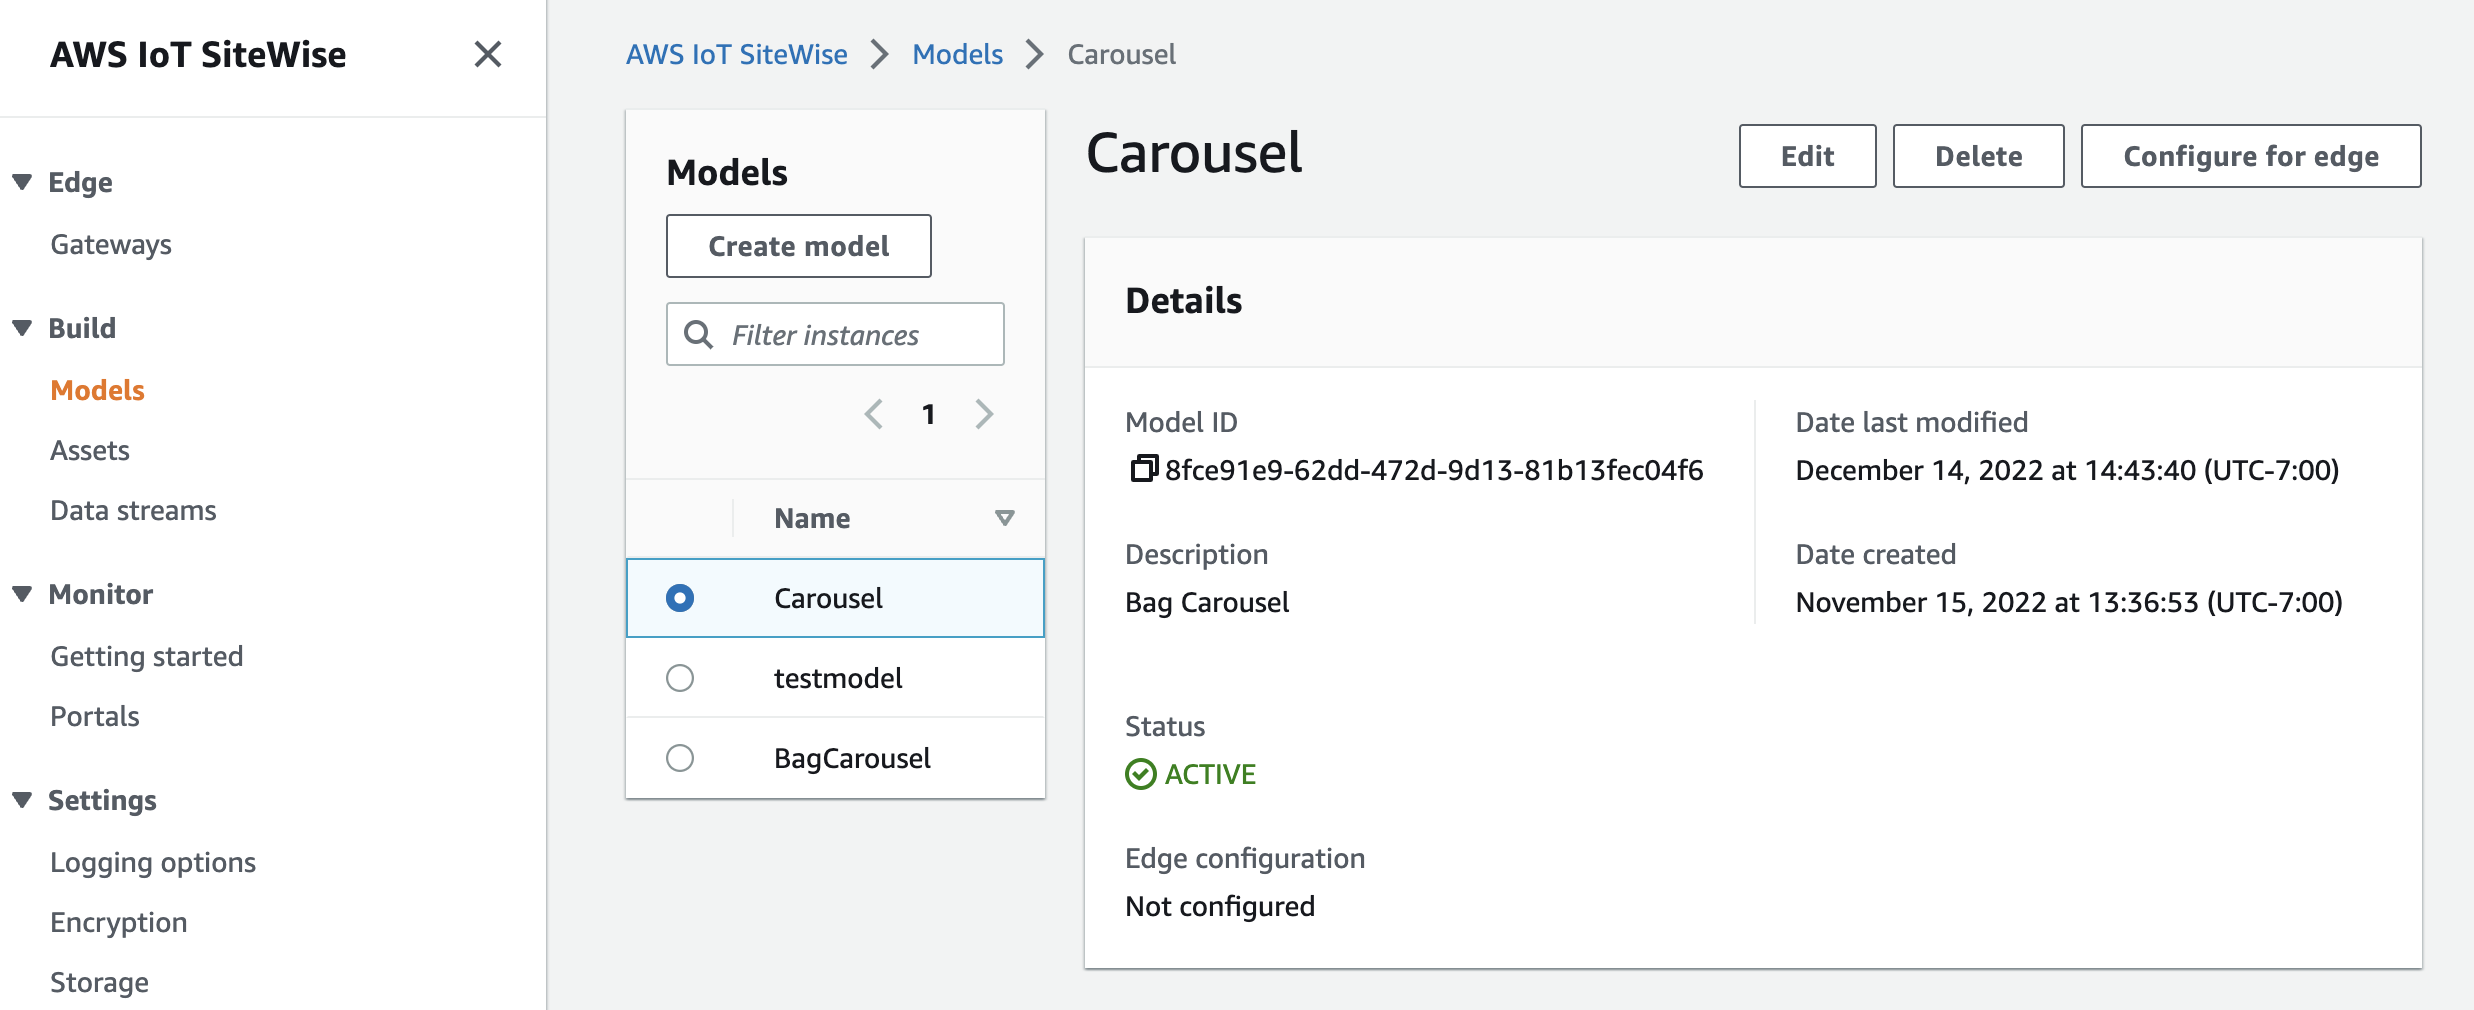 AWS IoT SiteWise
Edge
Gateways
Build
Models
Assets
Data streams
Monitor
Getting started
Portals
Settings
Logging options
Encryption
Storage
AWS IoT SiteWise > Models > Carousel
Models
Create model
Filter instances
1
Name
Carousel
testmodel
BagCarousel
Carousel
Edit
Delete
Configure for edge
Details
Model ID
8fce91e9-62dd-472d-9d13-81b13fec04f6
Description
Bag Carousel
Status
ACTIVE
Edge configuration
Not configured
Date last modified
December 14, 2022 at 14:43:40 (UTC-7:00)
Date created
November 15, 2022 at 13:36:53 (UTC-7:00)